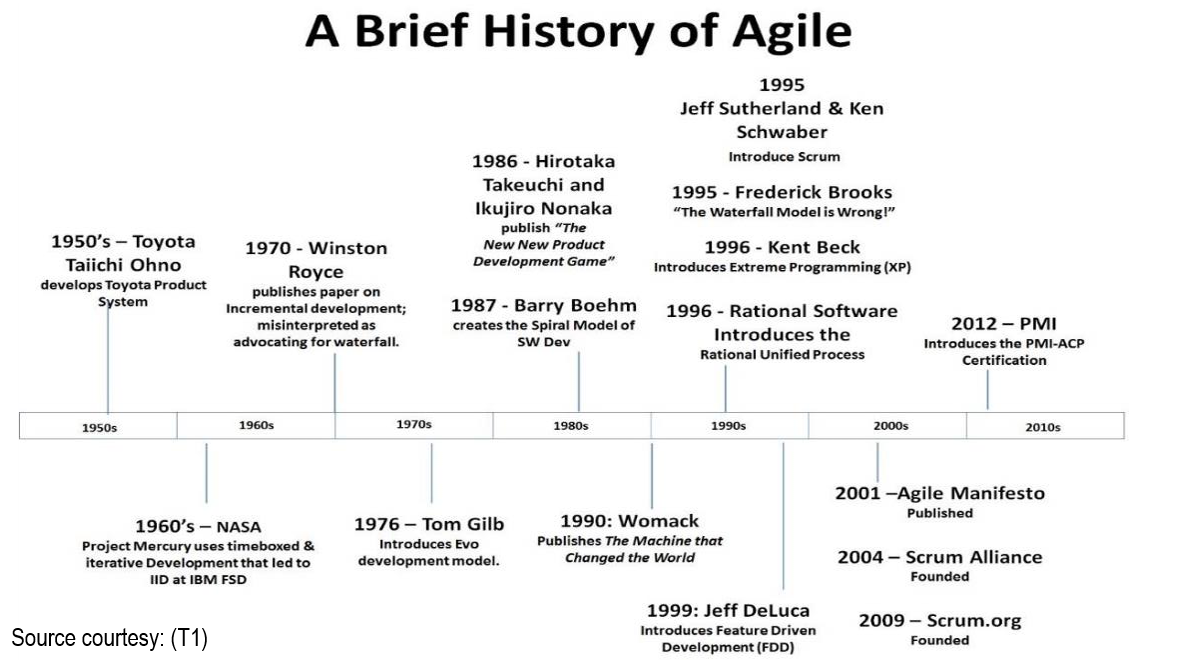 A Brief History of Agile
1995
Jeff Sutherland & Ken
Schwaber
Introduce Scrum
1986 - Hirotaka
Takeuchi and
Ikujiro Nonaka
publish “The
New New Product
Development Game”
1995 - Frederick Brooks
“The Waterfall Model is Wrong!”
1950’s – Toyota
Taiichi Ohno
develops Toyota Product
System
1970 - Winston
Royce
publishes paper on
Incremental development;
misinterpreted as
advocating for waterfall.
1996 - Kent Beck
Introduces Extreme Programming (XP)
1987 - Barry Boehm
creates the Spiral Model of
SW Dev
1996 - Rational Software
Introduces the
Rational Unified Process
2012 – PMI
Introduces the PMI-ACP
Certification
1950s 1960s 1970s 1980s 1990s 2000s 2010s
1960’s – NASA
Project Mercury uses timeboxed &
iterative Development that led to
IID at IBM FSD
1976 – Tom Gilb
Introduces Evo
development model.
1990: Womack
Publishes The Machine that
Changed the World
2001 –Agile Manifesto
Published
2004 – Scrum Alliance
Founded
1999: Jeff DeLuca
Introduces Feature Driven
Development (FDD)
2009 – Scrum.org
Founded
Source courtesy: (T1)